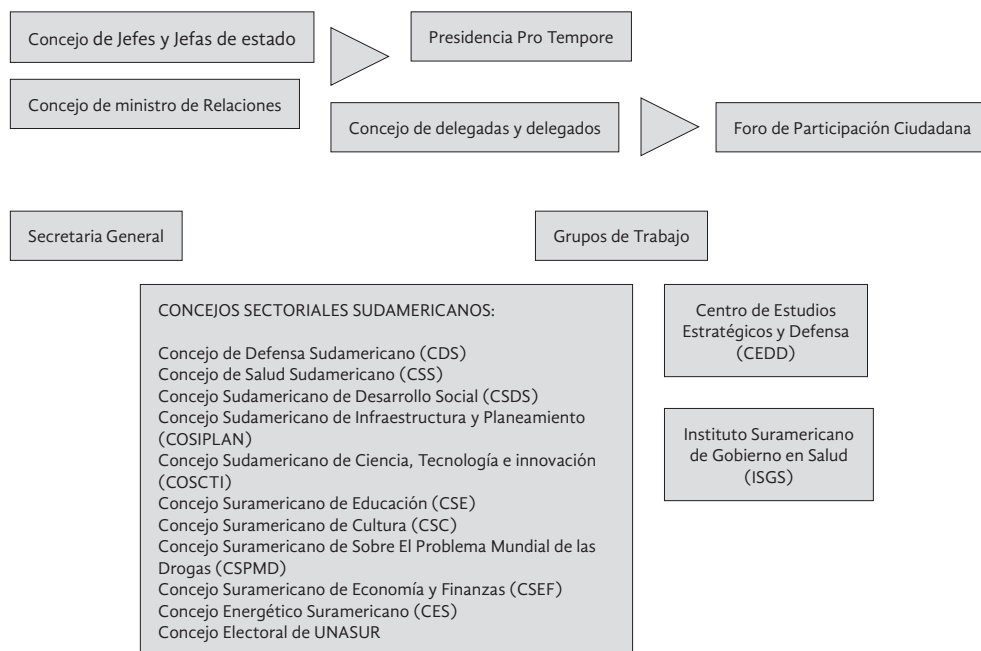 Concejo de Jefes y Jefas de estado
Presidencia Pro Tempore
Concejo de ministro de Relaciones
Concejo de delegadas y delegados
Foro de Participación Ciudadana
Secretaria General
Grupos de Trabajo
CONCEJOS SECTORIALES SUDAMERICANOS:
Concejo de Defensa Sudamericano (CDS)
Concejo de Salud Sudamericano (CSS)
Concejo Sudamericano de Desarrollo Social (CSDS)
Concejo Sudamericano de Infraestructura y Planeamiento
(COSIPLAN)
Concejo Sudamericano de Ciencia, Tecnología e innovación
(COSCTI)
Concejo Suramericano de Educación (CSE)
Concejo Suramericano de Cultura (CSC)
Concejo Suramericano de Sobre El Problema Mundial de las
Drogas (CSPMD)
Concejo Suramericano de Economía y Finanzas (CSEF)
Concejo Energético Suramericano (CES)
Concejo Electoral de UNASUR
Centro de Estudios
Estratégicos y Defensa
(CEDD)
Instituto Suramericano
de Gobierno en Salud
(ISGS)